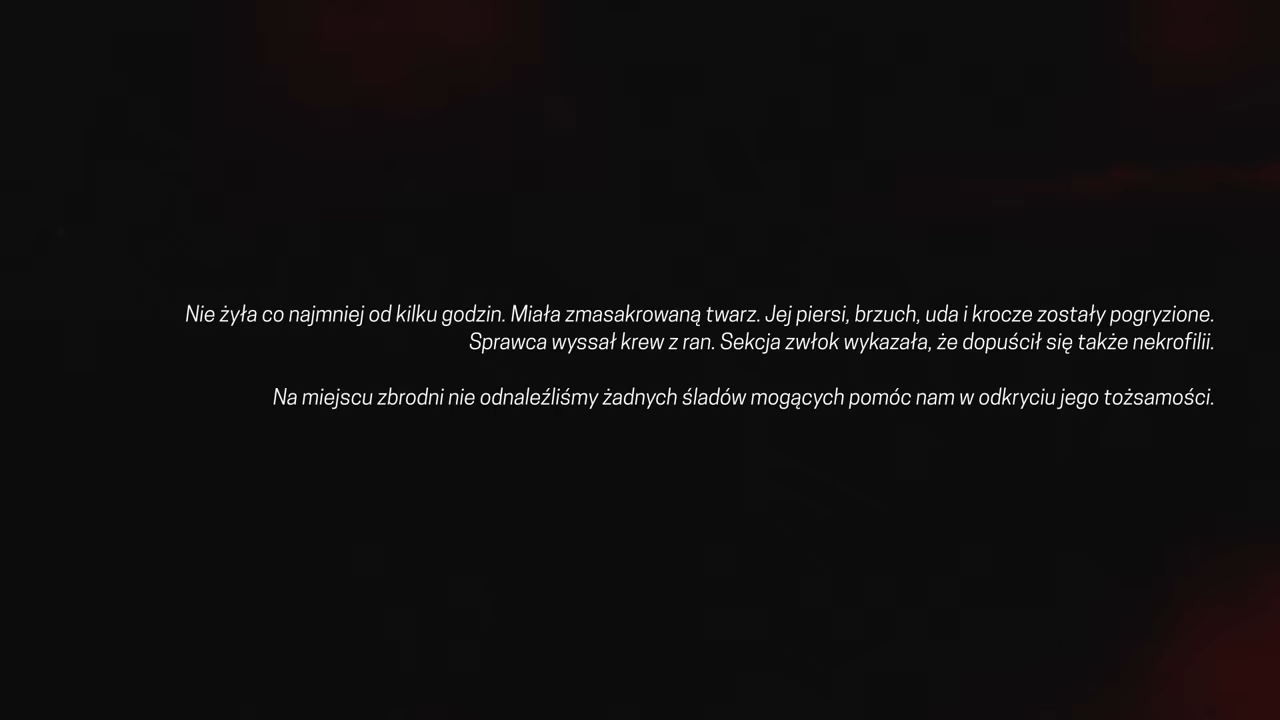 Nie żyła co najmniej od kilku godzin. Miała zmasakrowaną twarz. Jej piersi, brzuch, uda i krocze zostały pogryzione.
Sprawca wyssał krew z ran. Sekcja zwłok wykazała, że dopuścił się także nekrofilii.
Na miejscu zbrodni nie odnaleźliśmy żadnych śladów mogących pomóc nam w odkryciu jego tożsamości.